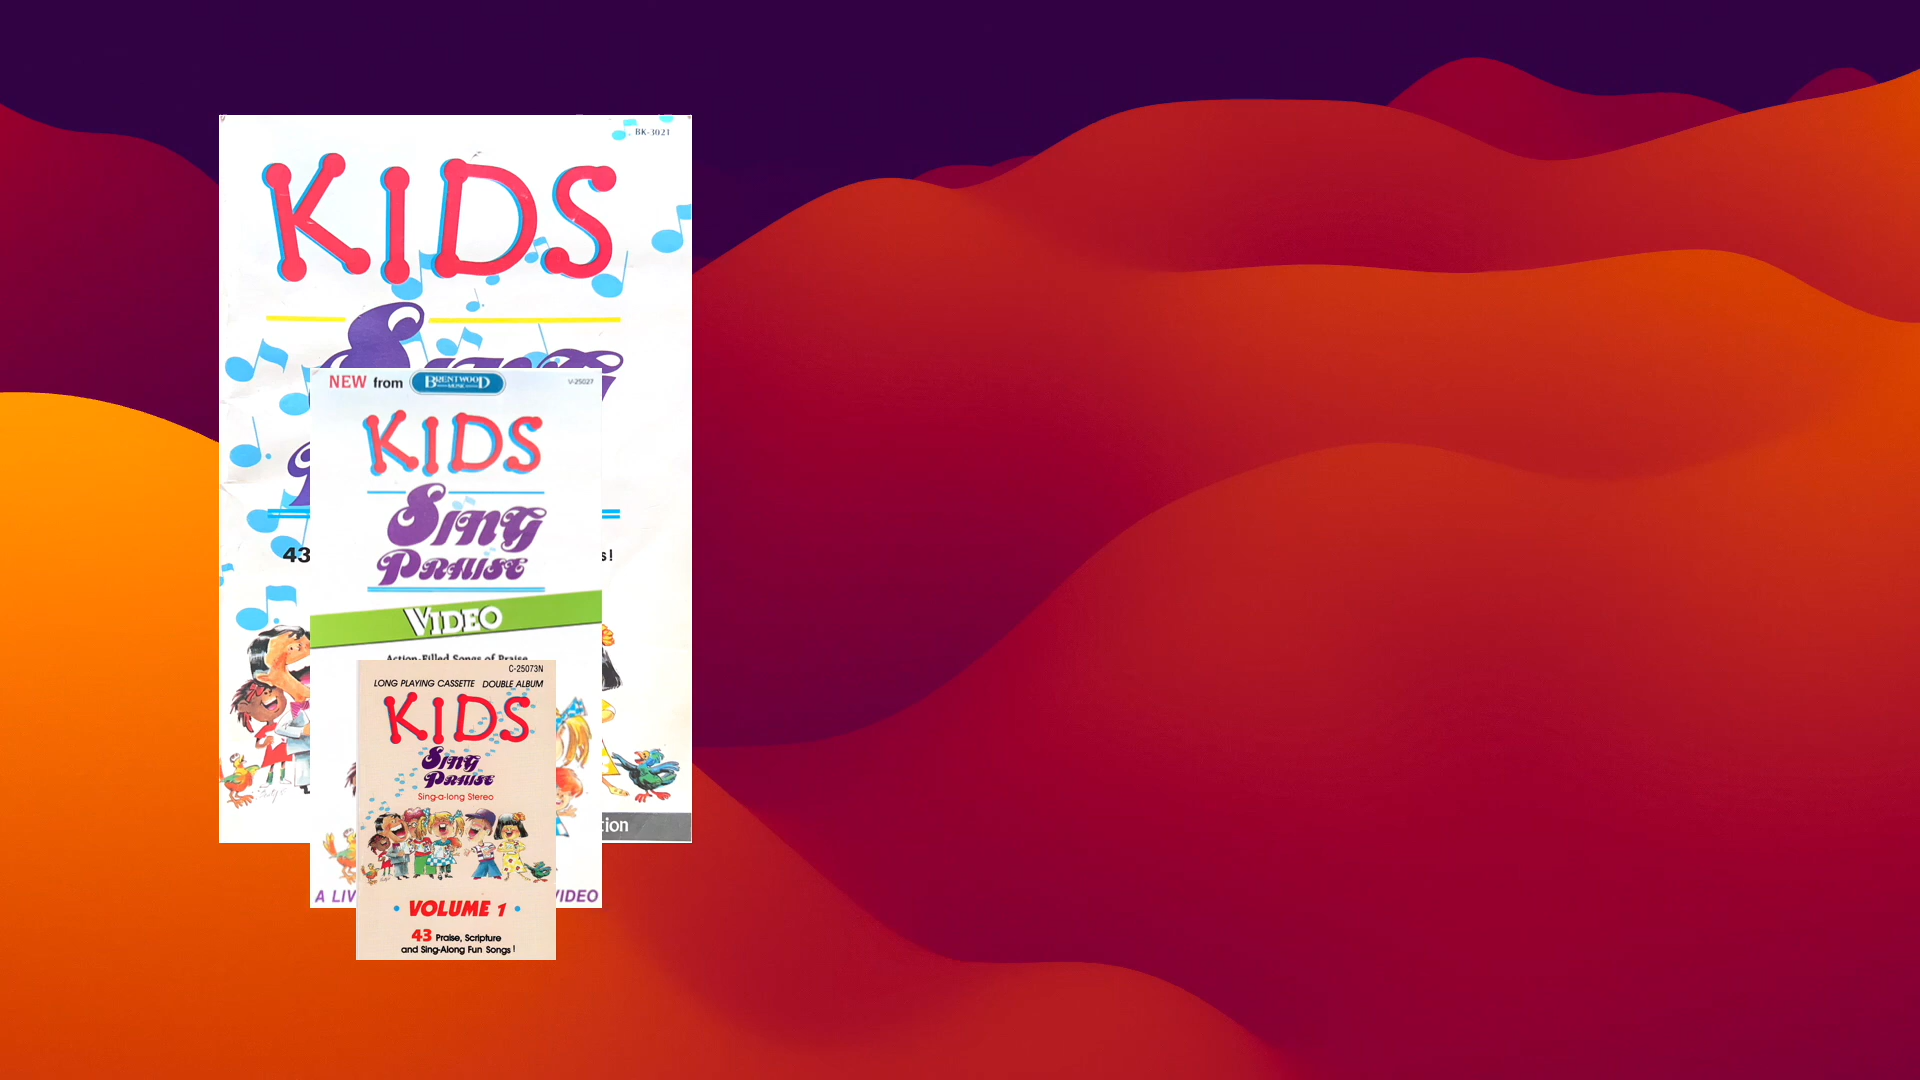 BK-3021
KIDS
Sing
43
s!
tion
NEW from BRENTWOOD MUSIC V-25027
KIDS
Sing
Praise
VIDEO
Action-Filled Songs of Praise
A LIV
VIDEO
C-25073N
LONG PLAYING CASSETTE DOUBLE ALBUM
KIDS
Sing
Praise
Sing-a-long Stereo
• VOLUME 1 •
43 Praise, Scripture
and Sing-Along Fun Songs!